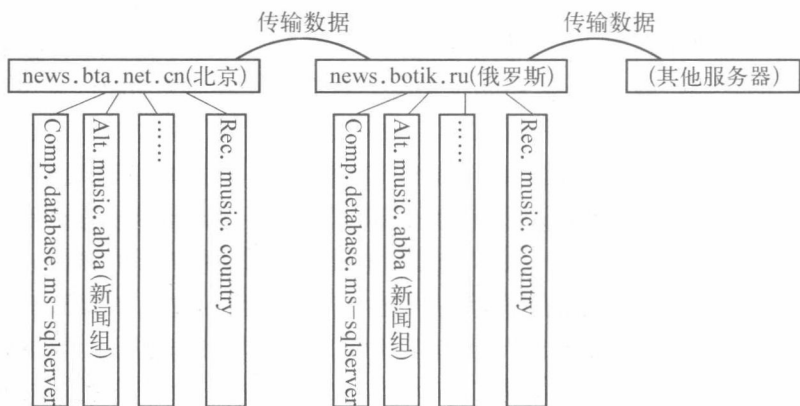 传输数据
传输数据
news.bta.net.cn(北京)
news.botik.ru(俄罗斯)
(其他服务器)
Comp. database. ms-sqlserver
Alt. music. abba(新闻组)
……
Rec. music. country
Comp. detabase. ms-sqlserver
Alt. music. abba(新闻组)
……
Rec. music. country